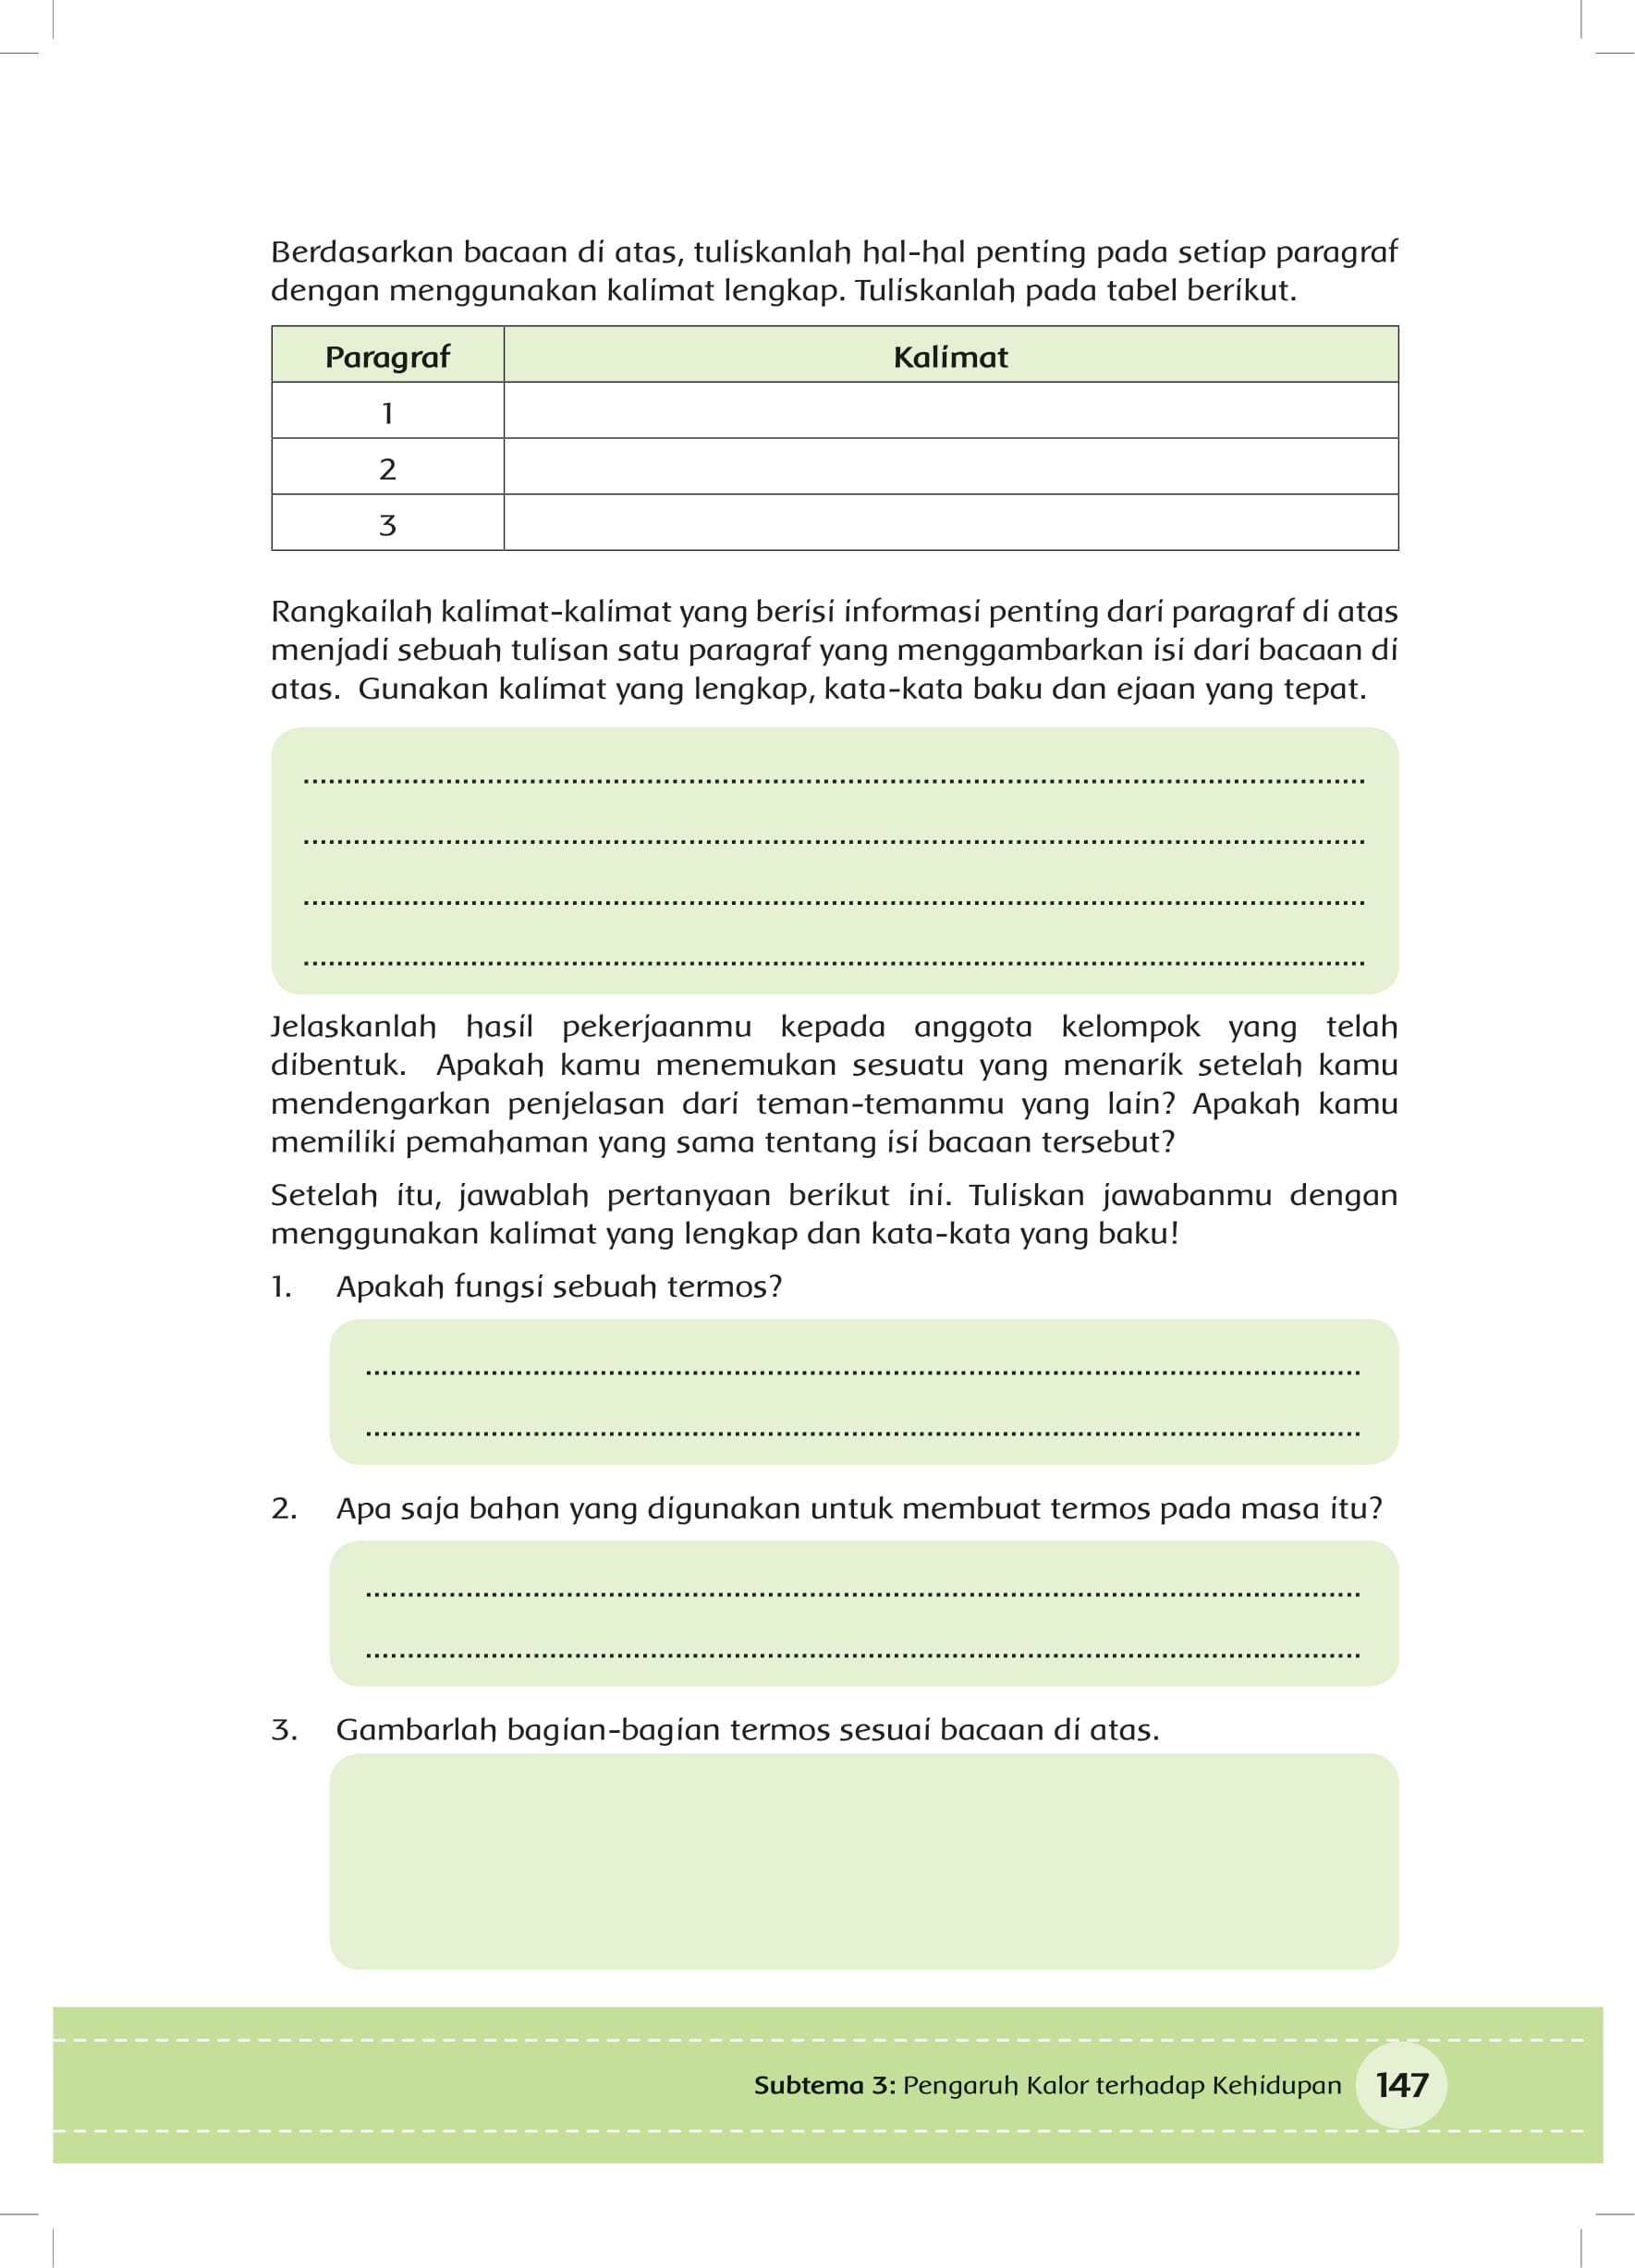 Berdasarkan bacaan di atas, tuliskanlah hal-hal penting pada setiap paragraf
dengan menggunakan kalimat lengkap. Tuliskanlah pada tabel berikut.
Paragraf Kalimat
1
2
3
Rangkailah kalimat-kalimat yang berisi informasi penting dari paragraf di atas
menjadi sebuah tulisan satu paragraf yang menggambarkan isi dari bacaan di
atas. Gunakan kalimat yang lengkap, kata-kata baku dan ejaan yang tepat.
Jelaskanlah hasil pekerjaanmu kepada anggota kelompok yang telah
dibentuk. Apakah kamu menemukan sesuatu yang menarik setelah kamu
mendengarkan penjelasan dari teman-temanmu yang lain? Apakah kamu
memiliki pemahaman yang sama tentang isi bacaan tersebut?
Setelah itu, jawablah pertanyaan berikut ini. Tuliskan jawabanmu dengan
menggunakan kalimat yang lengkap dan kata-kata yang baku!
1. Apakah fungsi sebuah termos?
2. Apa saja bahan yang digunakan untuk membuat termos pada masa itu?
3. Gambarlah bagian-bagian termos sesuai bacaan di atas.
Subtema 3: Pengaruh Kalor terhadap Kehidupan 147